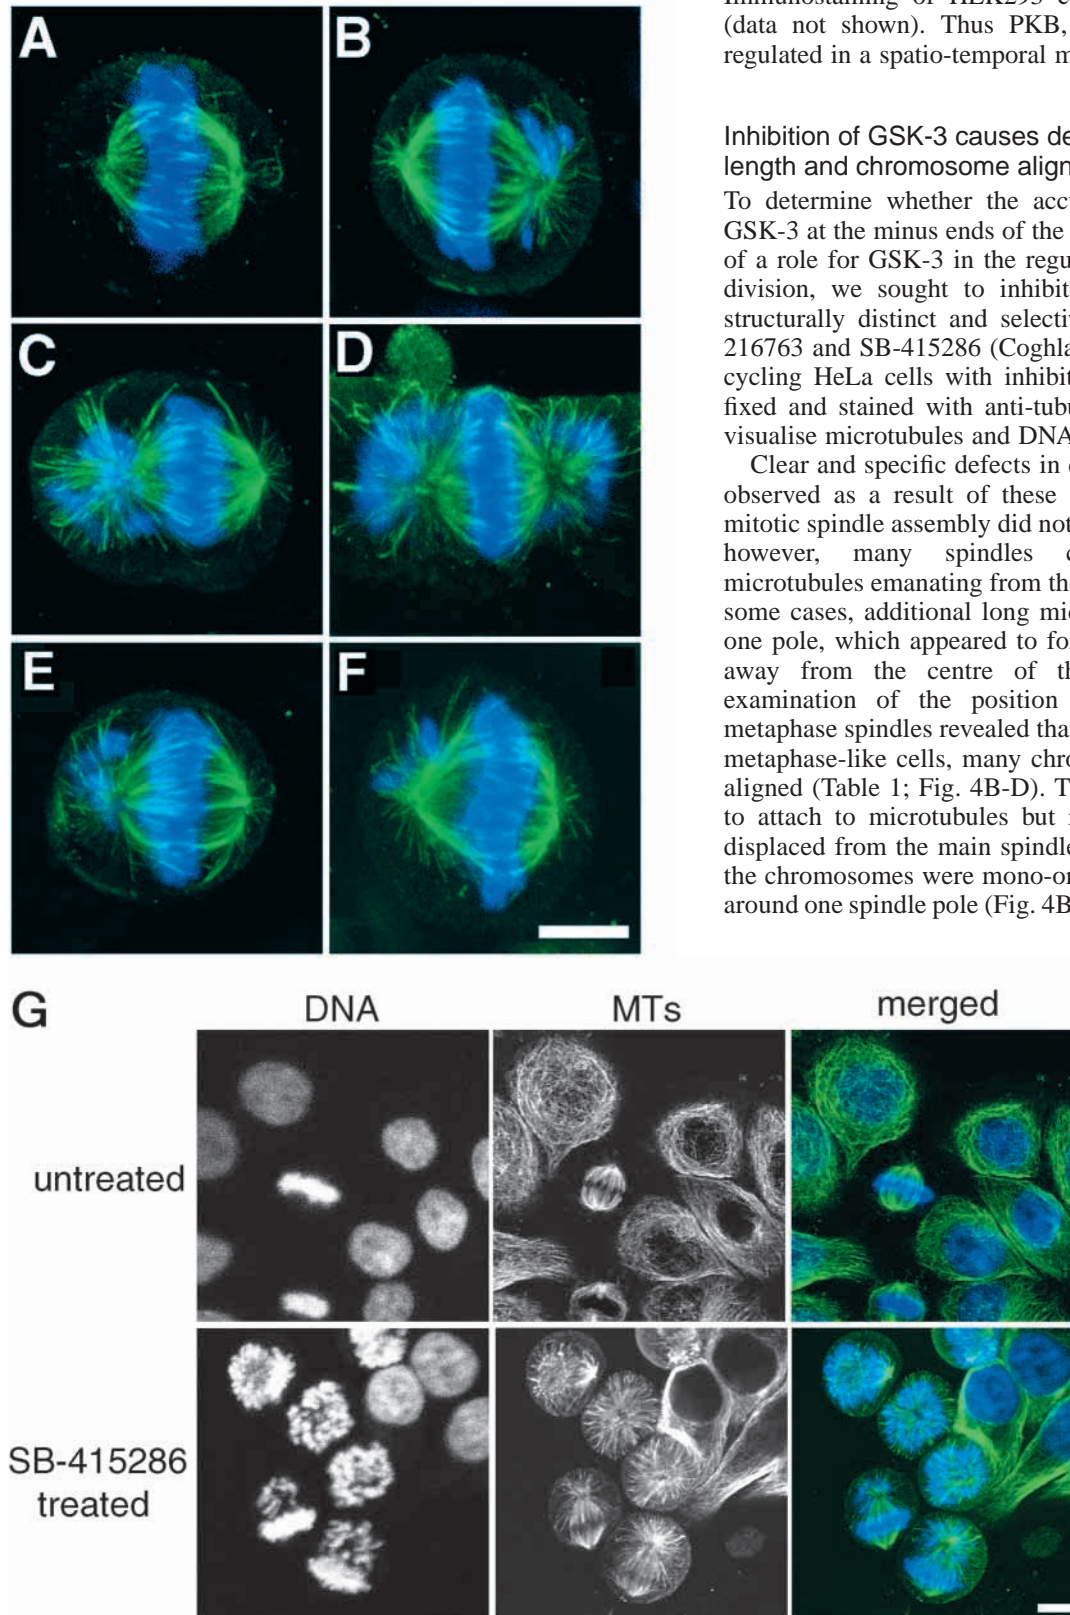 A
B
C
D
E
F
Immunostaining of HEK293 c
(data not shown). Thus PKB,
regulated in a spatio-temporal m
Inhibition of GSK-3 causes de
length and chromosome align
To determine whether the acc
GSK-3 at the minus ends of the
of a role for GSK-3 in the regu
division, we sought to inhibit
structurally distinct and selectiv
216763 and SB-415286 (Coghla
cycling HeLa cells with inhibit
fixed and stained with anti-tubu
visualise microtubules and DNA
Clear and specific defects in c
observed as a result of these
mitotic spindle assembly did not
however, many spindles c
microtubules emanating from the
some cases, additional long mic
one pole, which appeared to for
away from the centre of th
examination of the position
metaphase spindles revealed tha
metaphase-like cells, many chro
aligned (Table 1; Fig. 4B-D). T
to attach to microtubules but r
displaced from the main spindle
the chromosomes were mono-or
around one spindle pole (Fig. 4B
G
DNA MTs merged
untreated
SB-415286
treated